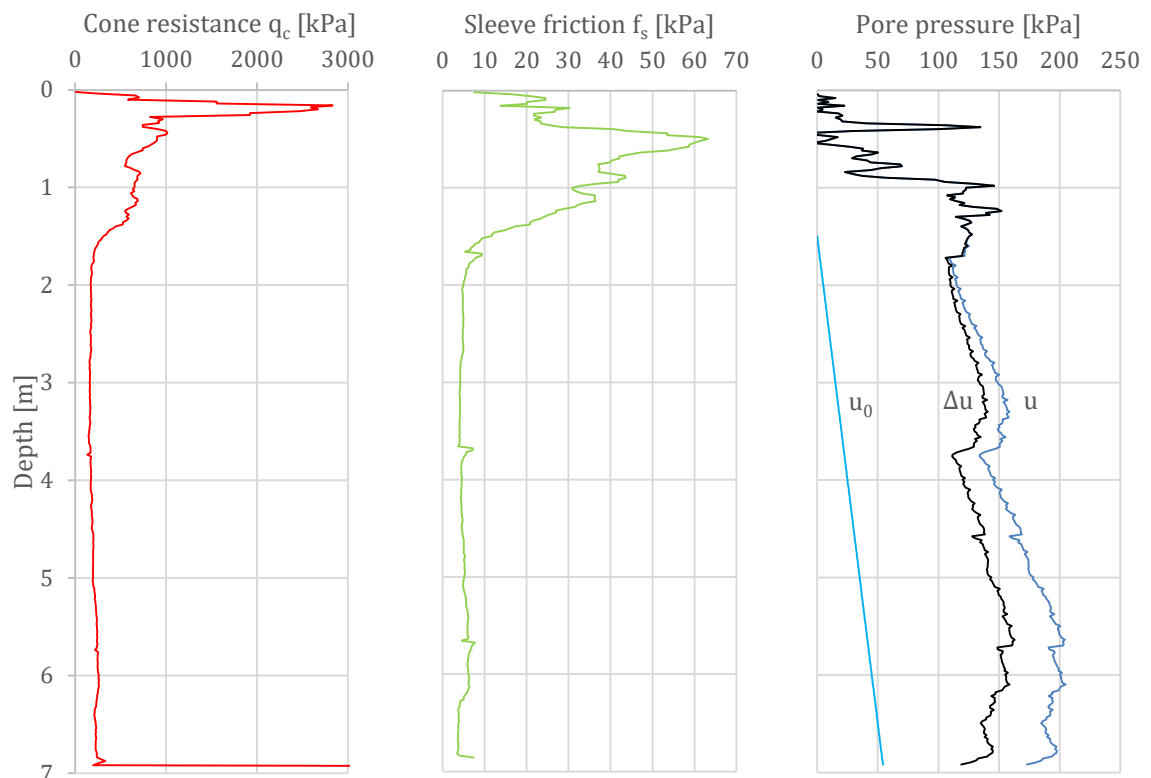 Cone resistance q_c [kPa]
0 1000 2000 3000
Sleeve friction f_s [kPa]
0 10 20 30 40 50 60 70
Pore pressure [kPa]
0 50 100 150 200 250
Depth [m]
0
1
2
3
4
5
6
7
u_0
Δu
u